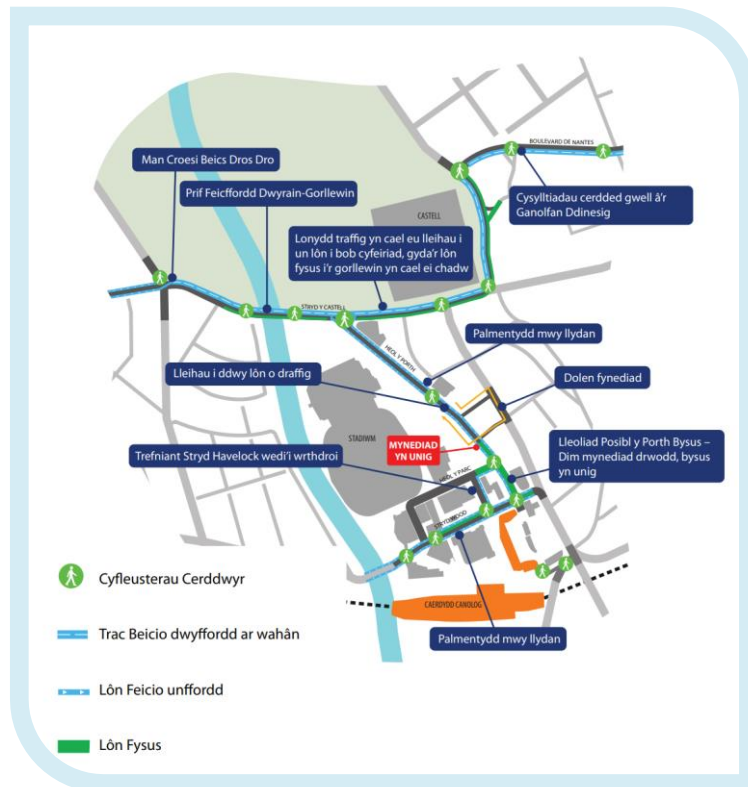 BOULEVARD DE NANTES
Man Croesi Beics Dros Dro
Prif Feicffordd Dwyrain-Gorllewin
Cysylltiadau cerdded gwell â'r
Ganolfan Ddinesig
CASTELL
Lonydd traffig yn cael eu lleihau i
un lôn i bob cyfeiriad, gyda'r lôn
fysus i'r gorllewin yn cael ei chadw
STRYD Y CASTELL
HEOL Y PORTH
Palmentydd mwy llydan
Lleihau i ddwy lôn o draffig
Dolen fynediad
STADIWM
MYNEDIAD
YN UNIG
Lleoliad Posibl y Porth Bysus –
Dim mynediad drwodd, bysus
yn unig
Trefniant Stryd Havelock wedi'i wrthdroi
HEOL Y PARC
Cyfleusterau Cerddwyr
CAERDYDD CANOLOG
Trac Beicio dwyffordd ar wahân
Palmentydd mwy llydan
Lôn Feicio unffordd
Lôn Fysus